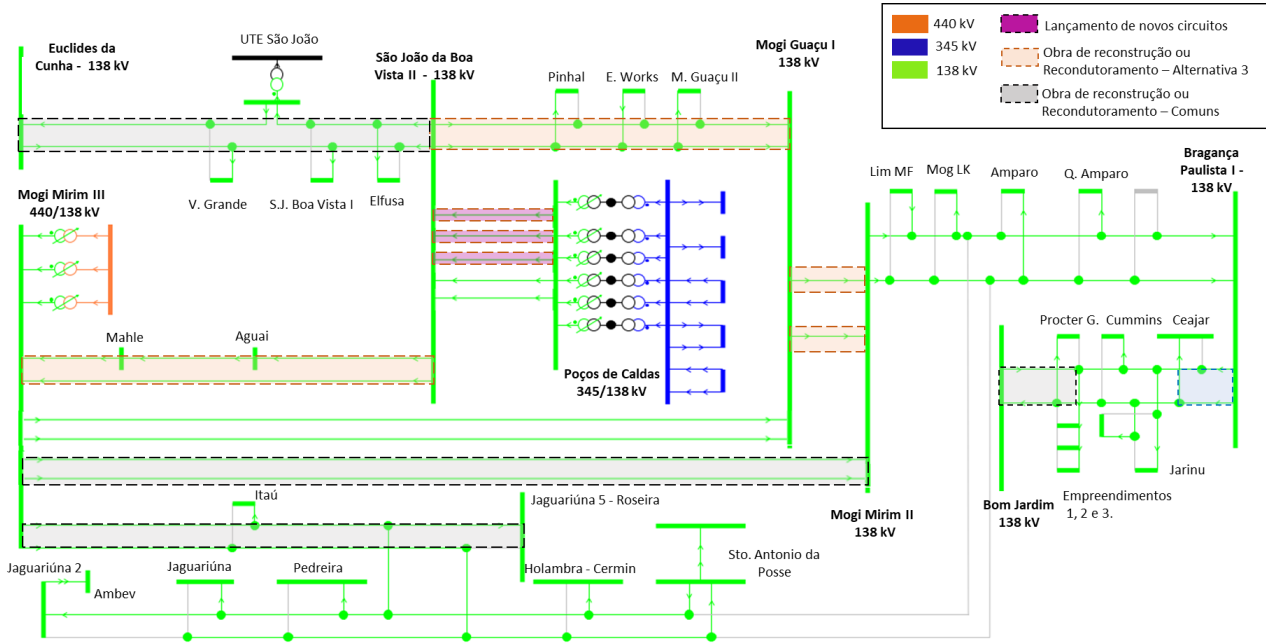 UTE São João
Euclides da
Cunha - 138 kV
São João da Boa
Vista II - 138 kV
Mogi Guaçu I
138 kV
440 kV
345 kV
138 kV
Lançamento de novos circuitos
Obra de reconstrução ou
Recondutoramento – Alternativa 3
Obra de reconstrução ou
Recondutoramento – Comuns
Pinhal
E. Works
M. Guaçu II
V. Grande
S.J. Boa Vista I
Elfusa
Mogi Mirim III
440/138 kV
Lim MF
Mog LK
Amparo
Q. Amparo
Bragança
Paulista I -
138 kV
Mahle
Aguai
Poços de Caldas
345/138 kV
Procter G.
Cummins
Ceajar
Jarinu
Empreendimentos
1, 2 e 3.
Bom Jardim
138 kV
Mogi Mirim II
138 kV
Itaú
Jaguariúna 5 - Roseira
Sto. Antonio da
Posse
Jaguariúna 2
Ambev
Jaguariúna
Pedreira
Holambra - Cermin